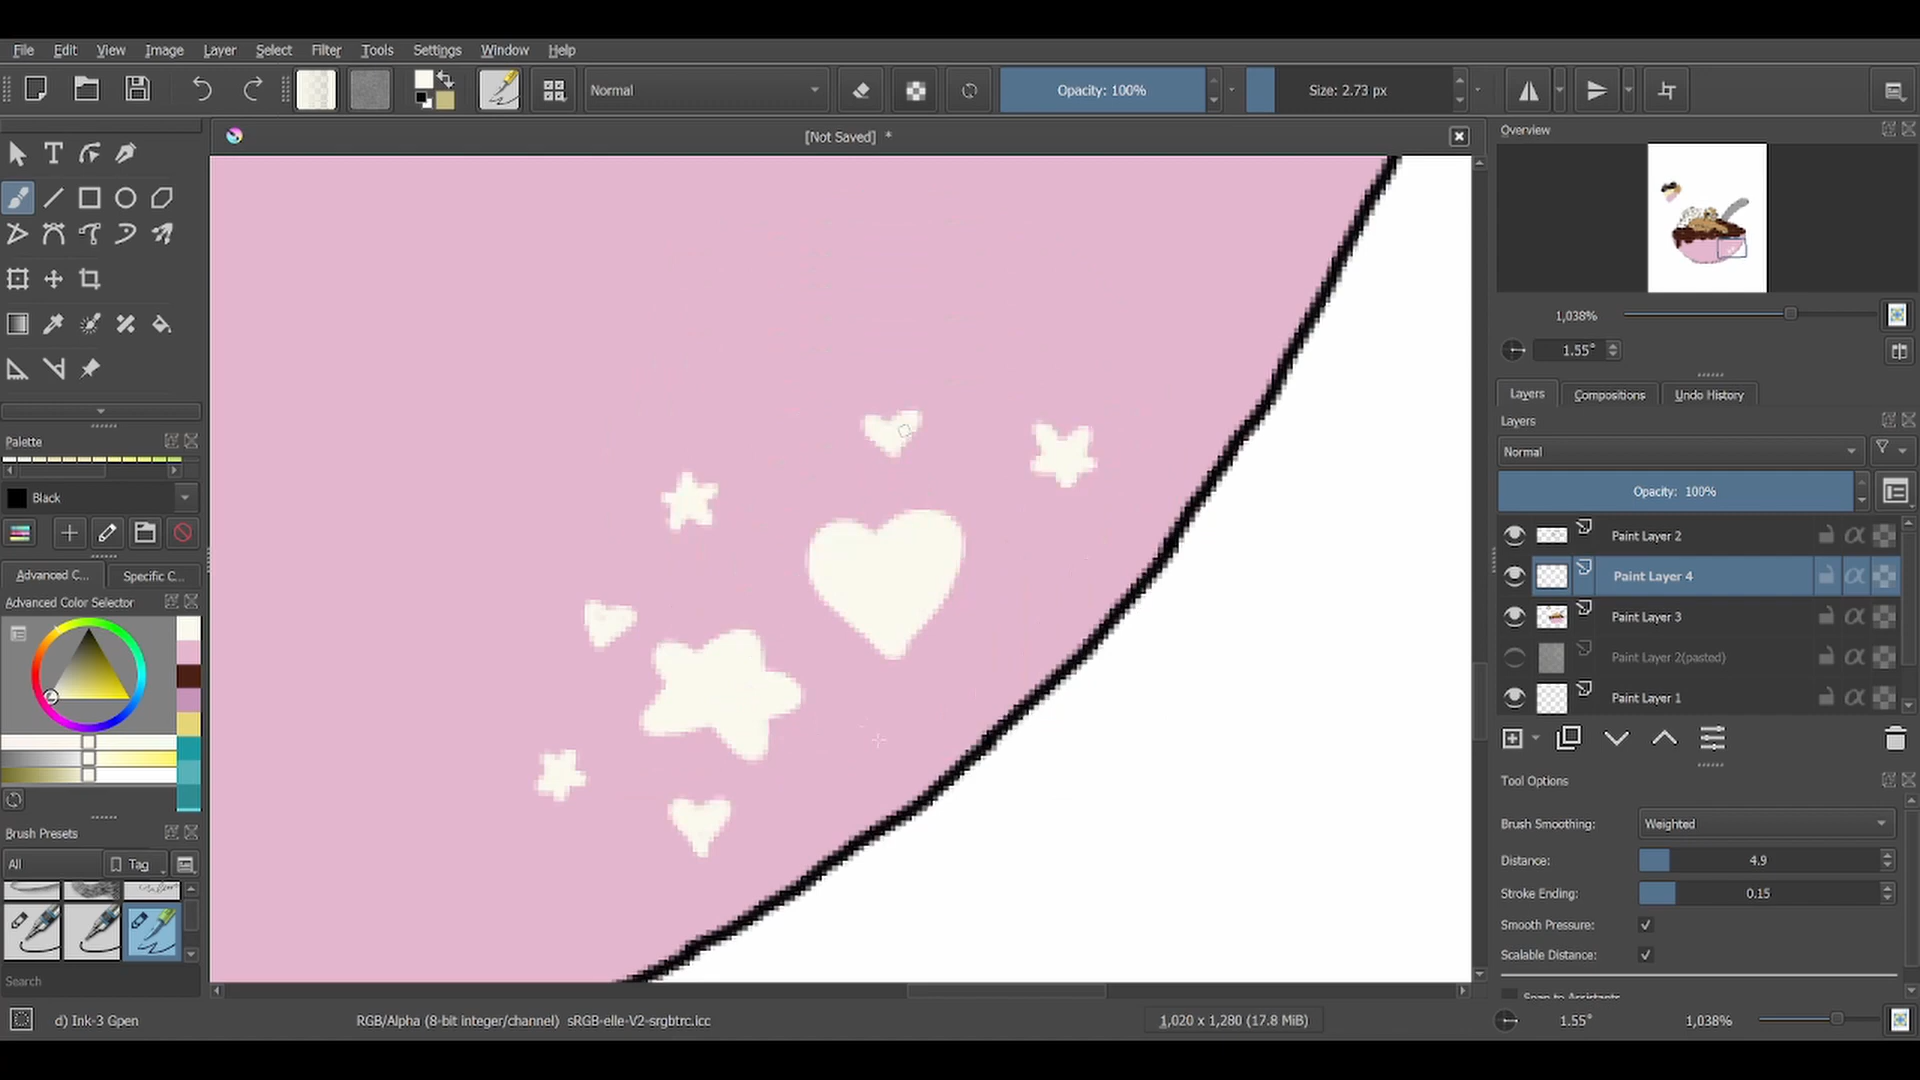 File Edit View Image Layer Select Filter Tools Settings Window Help
Normal Opacity: 100% Size: 2.73 px
[Not Saved] *
Overview
1,038%
1.55°
Layers Compositions Undo History
Layers
Normal
Opacity: 100%
Paint Layer 2
Paint Layer 4
Paint Layer 3
Paint Layer 2(pasted)
Paint Layer 1
Tool Options
Brush Smoothing: Weighted
Distance: 4.9
Stroke Ending: 0.15
Smooth Pressure:
Scalable Distance:
Snap to Assistants
Palette
Black
Advanced C... Specific C...
Advanced Color Selector
Brush Presets
All Tag
Search
d) Ink-3 Gpen RGB/Alpha (8-bit integer/channel) sRGB-elle-V2-srgbtrc.icc 1,020 x 1,280 (17.8 MiB) 1.55° 1,038%